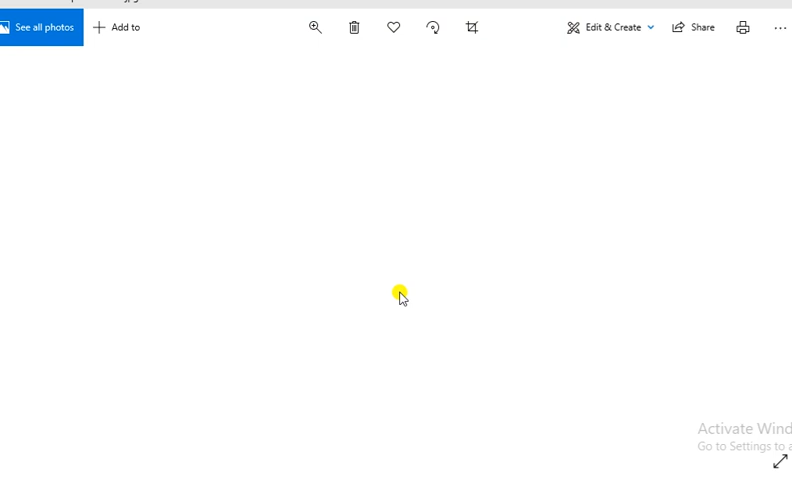 See all photos
Add to
Edit & Create
Share
Activate Wind
Go to Settings to a